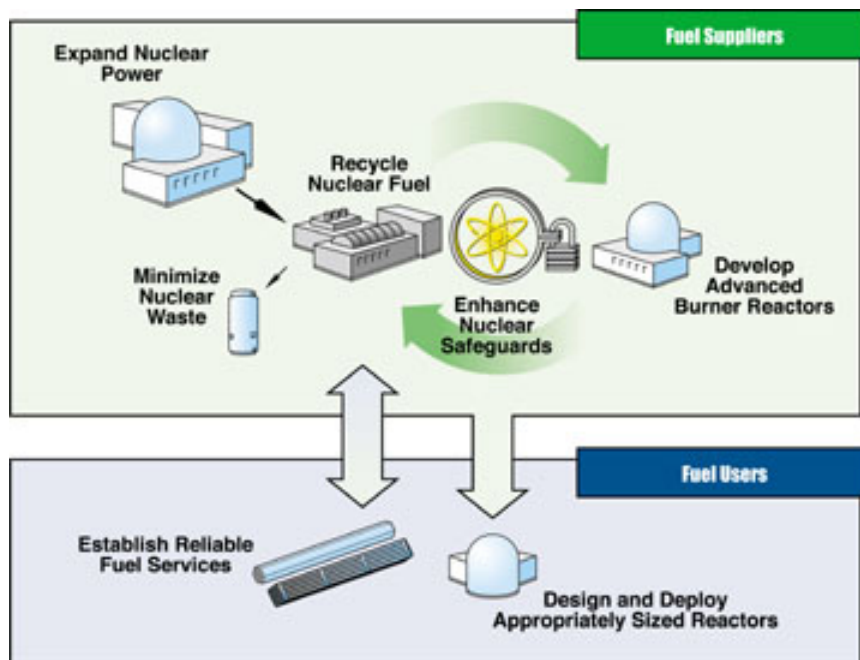 Fuel Suppliers
Expand Nuclear
Power
Recycle
Nuclear Fuel
Minimize
Nuclear
Waste
Enhance
Nuclear
Safeguards
Develop
Advanced
Burner Reactors
Fuel Users
Establish Reliable
Fuel Services
Design and Deploy
Appropriately Sized Reactors